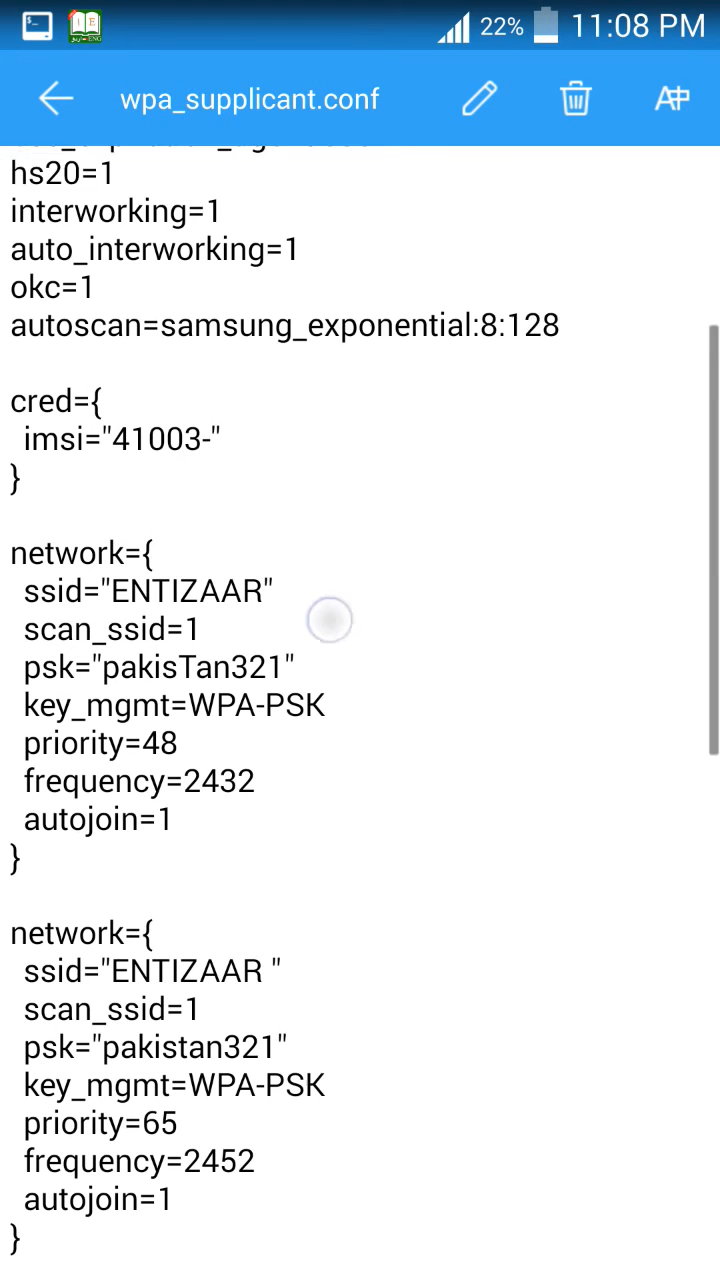 22% 11:08 PM
wpa_supplicant.conf
hs20=1
interworking=1
auto_interworking=1
okc=1
autoscan=samsung_exponential:8:128
cred={
imsi="41003-"
}
network={
ssid="ENTIZAAR"
scan_ssid=1
psk="pakisTan321"
key_mgmt=WPA-PSK
priority=48
frequency=2432
autojoin=1
}
network={
ssid="ENTIZAAR "
scan_ssid=1
psk="pakistan321"
key_mgmt=WPA-PSK
priority=65
frequency=2452
autojoin=1
}